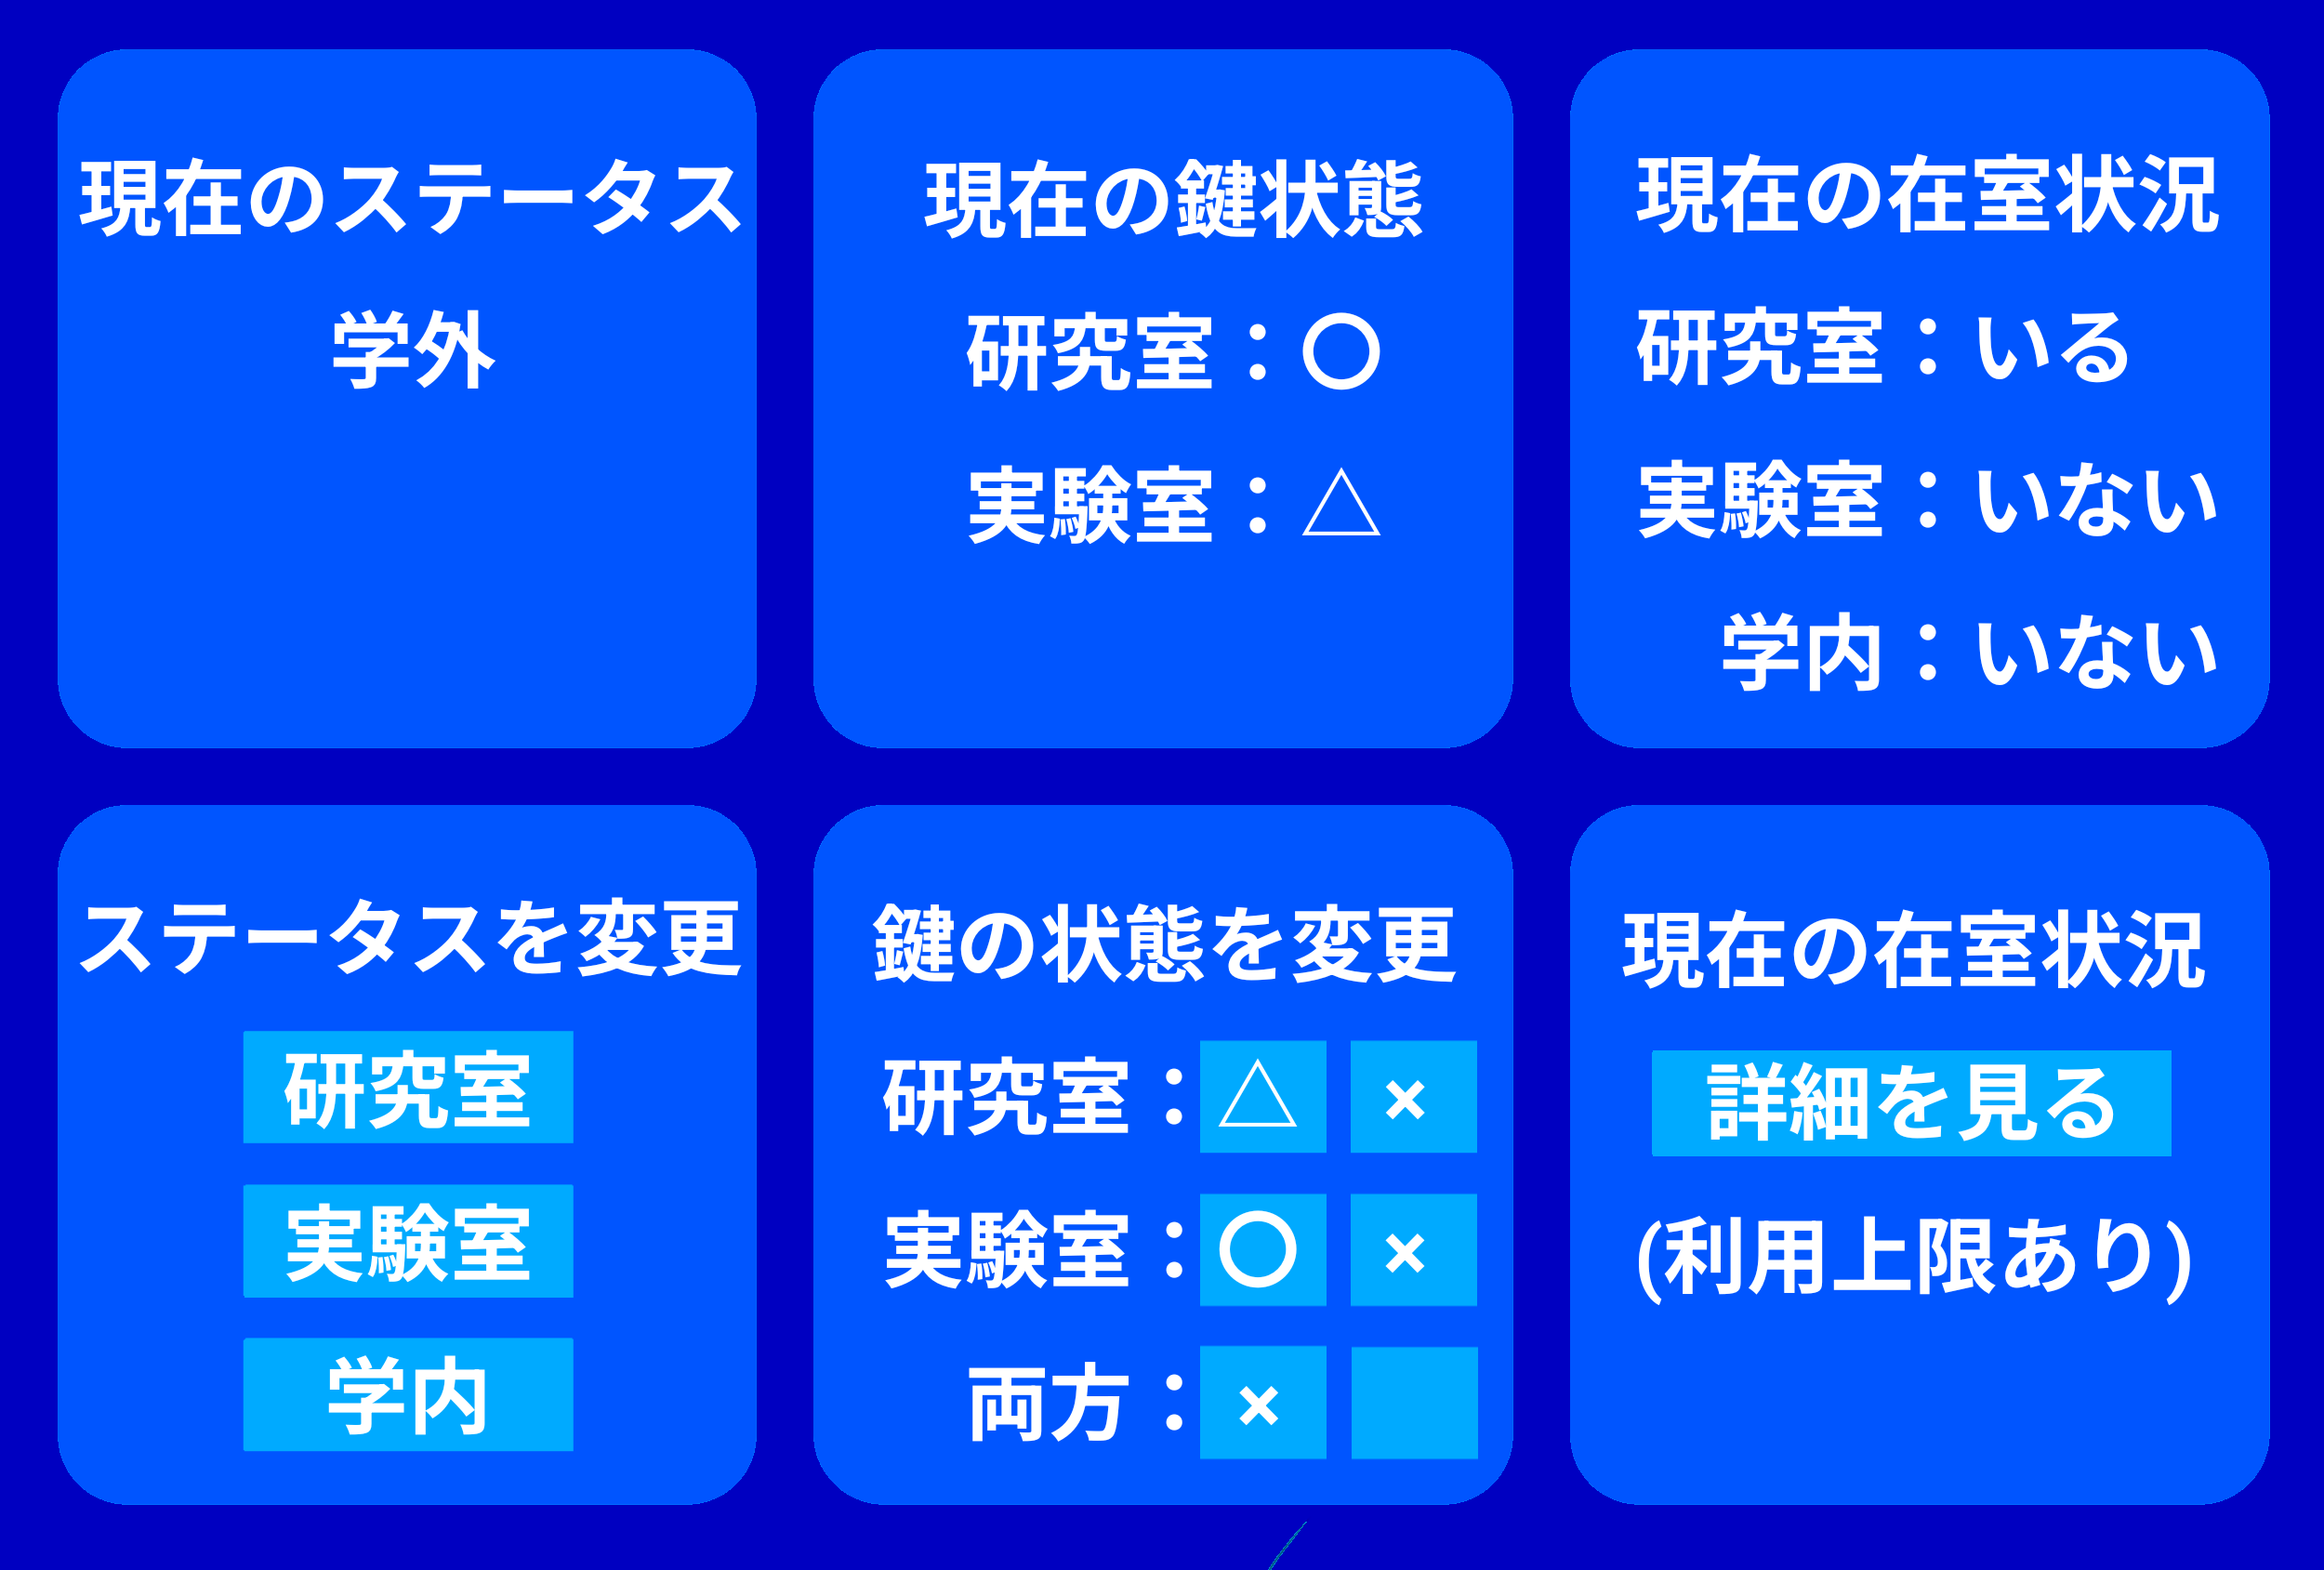 現在のステータス
学外
現在の鍵状態
研究室：○
実験室：△
現在の在室状況
研究室：いる
実験室：いない
学内：いない
ステータスを変更
研究室
実験室
学内
鍵の状態を変更
研究室：△ ×
実験室：○ ×
両方：×
現在の在室状況
詳細を見る
(利用上限あり)